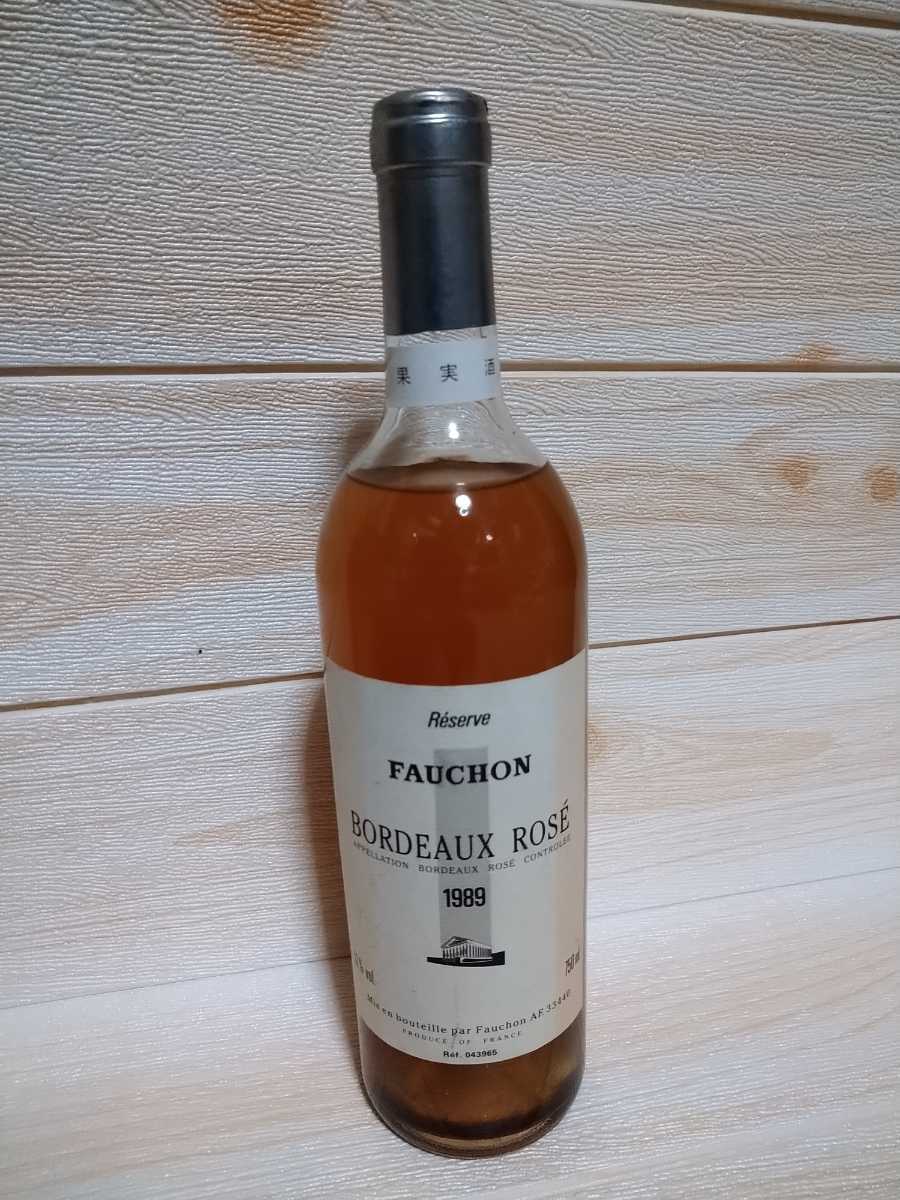 果実酒
Réserve
FAUCHON
BORDEAUX ROSÉ
APPELLATION BORDEAUX ROSÉ CONTROLÉE
1989
% vol. 750 ml
Mis en bouteille par Fauchon AF 33440
PRODUCE OF FRANCE
Réf. 043965